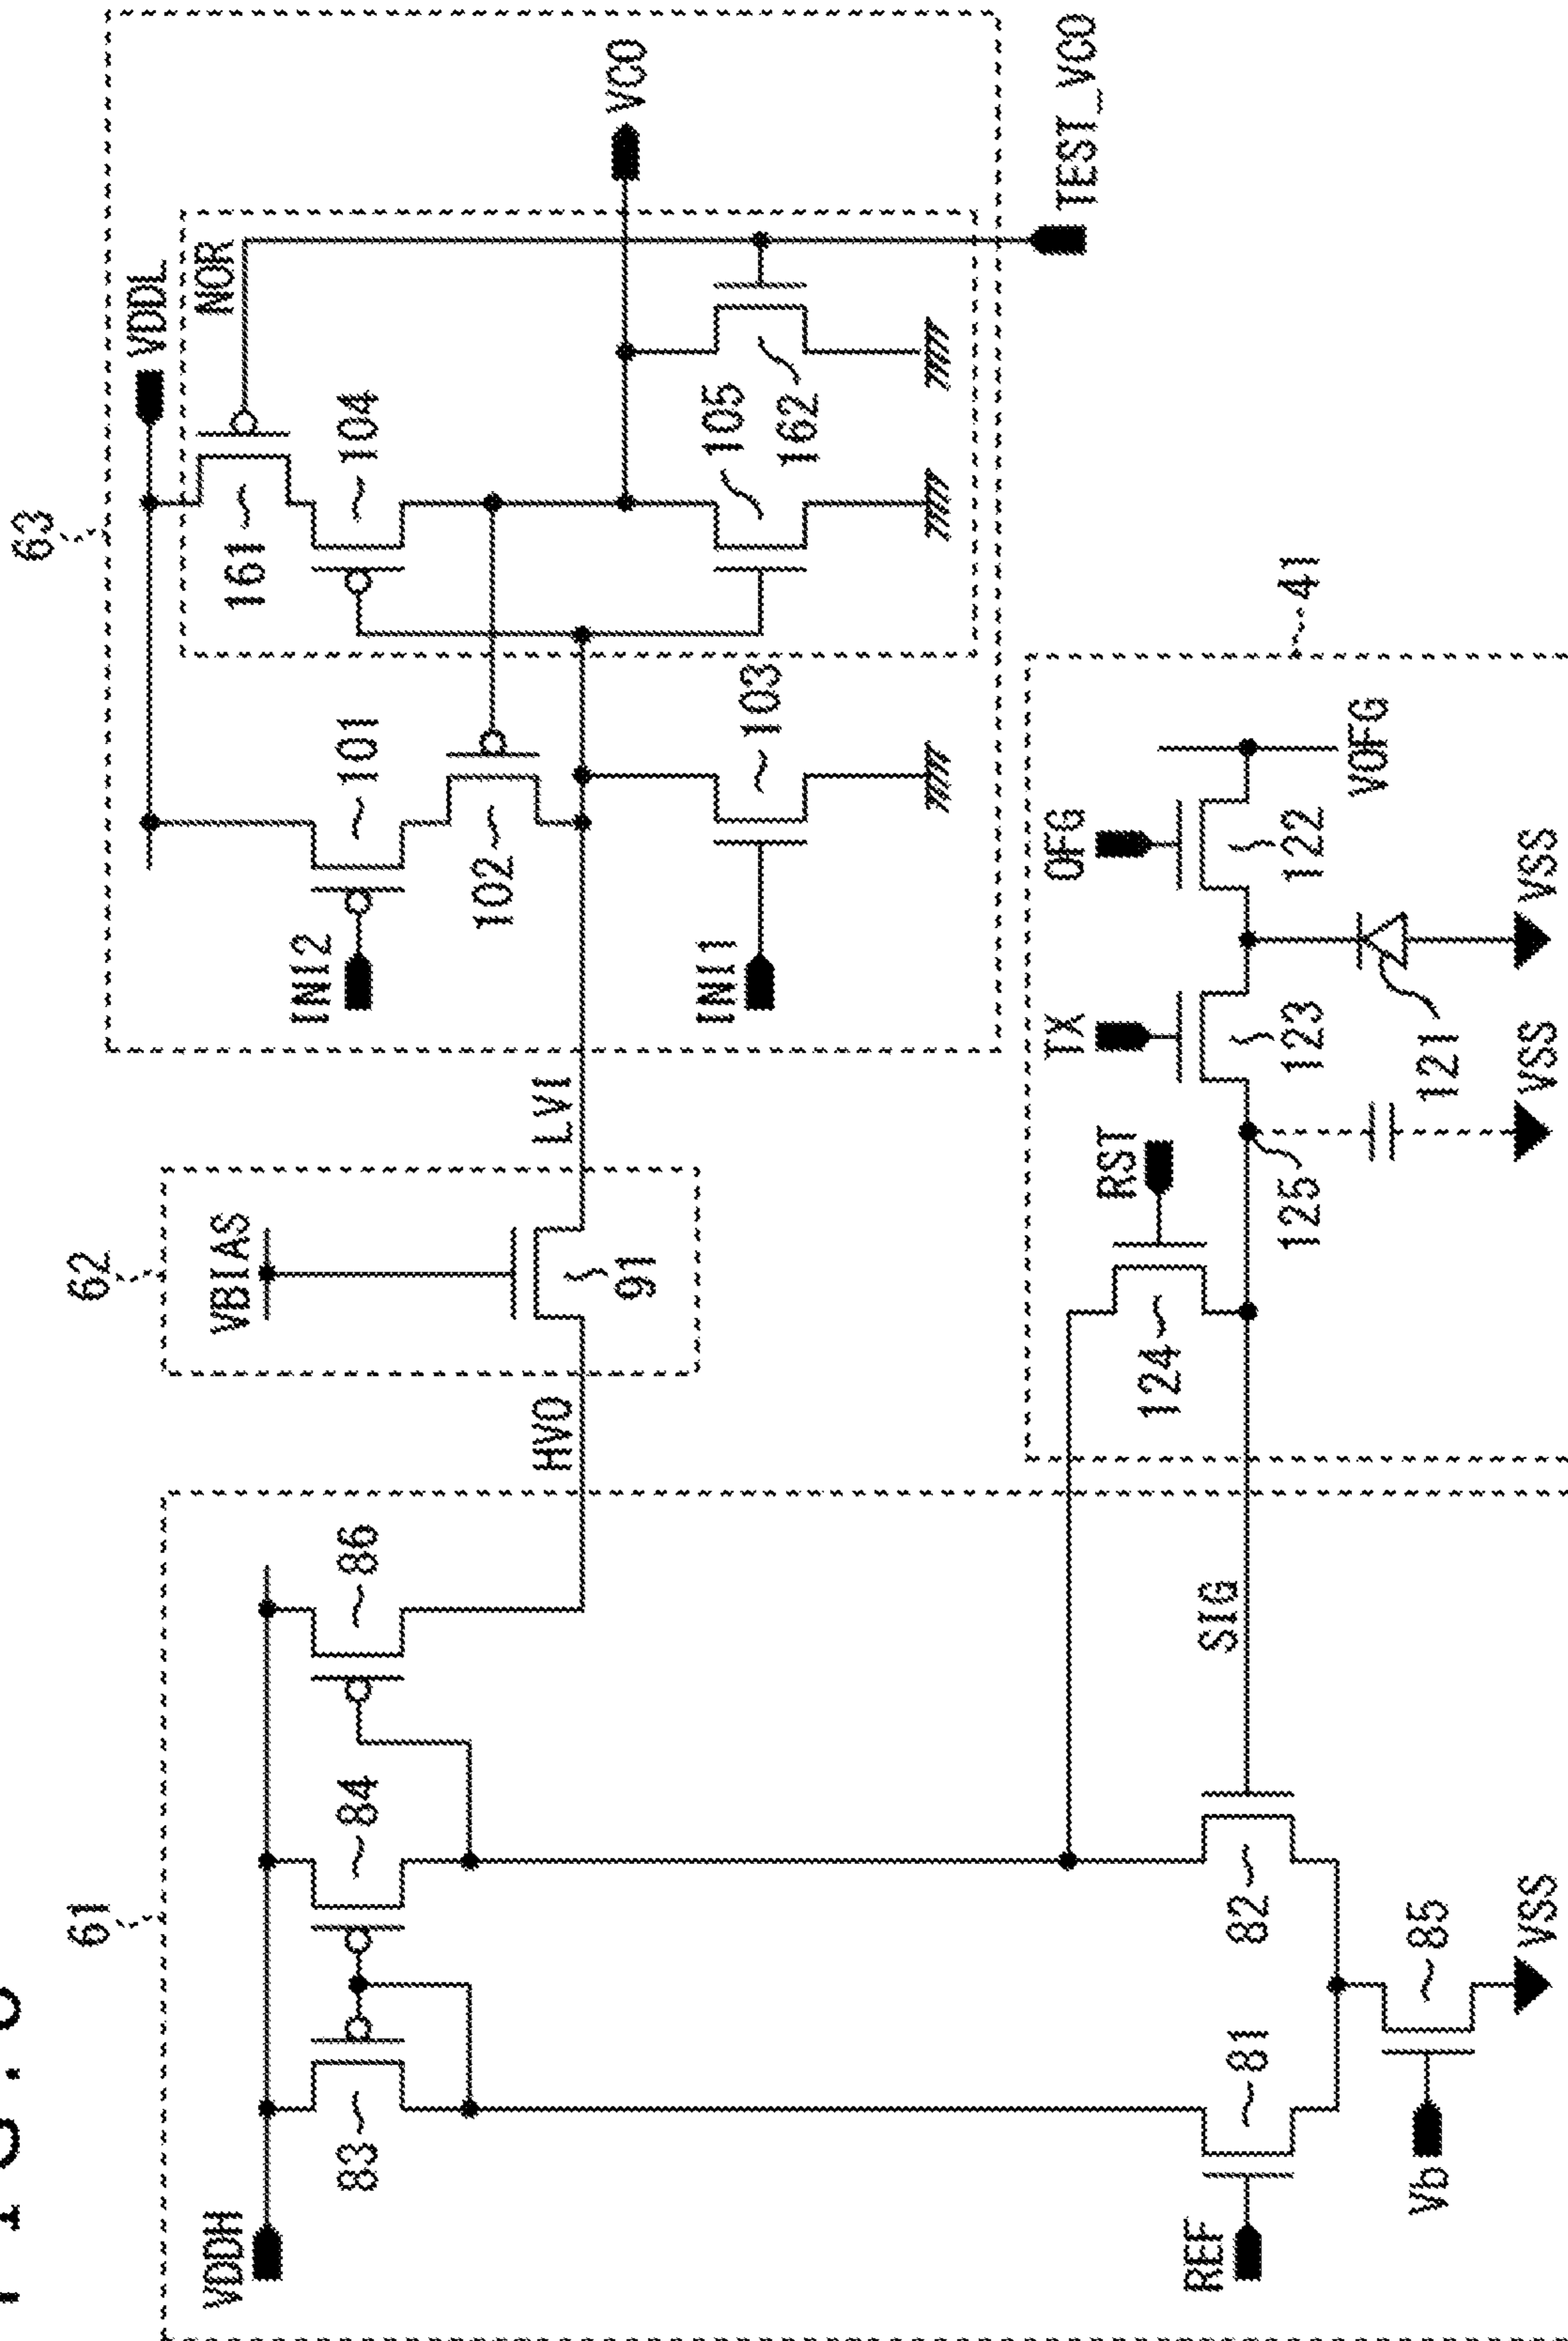 61
VDDH
83
84
86
REF
81
82
Vb
85
VSS
SIG
HVO
62
VBIAS
91
LVI
63
VDDL
NOR
INI2
101
102
161
104
INI1
103
105
162
VCO
TEST_VCO
41
RST
124
125
TX
123
OFG
122
VOFG
121
VSS
VSS